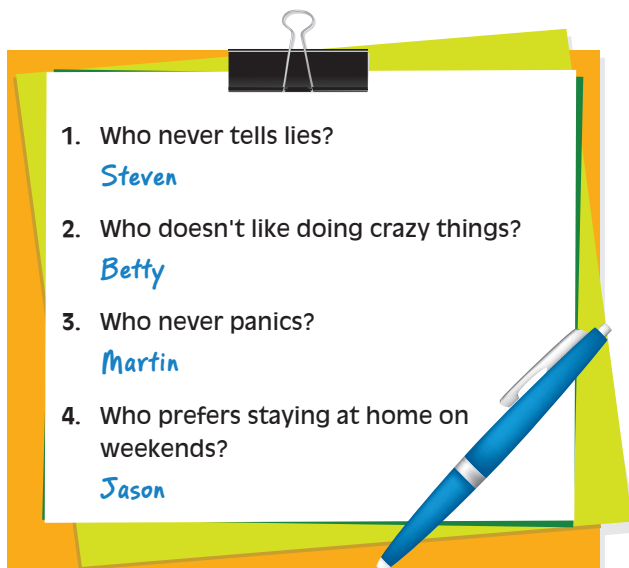 1. Who never tells lies?
Steven
2. Who doesn't like doing crazy things?
Betty
3. Who never panics?
Martin
4. Who prefers staying at home on
weekends?
Jason